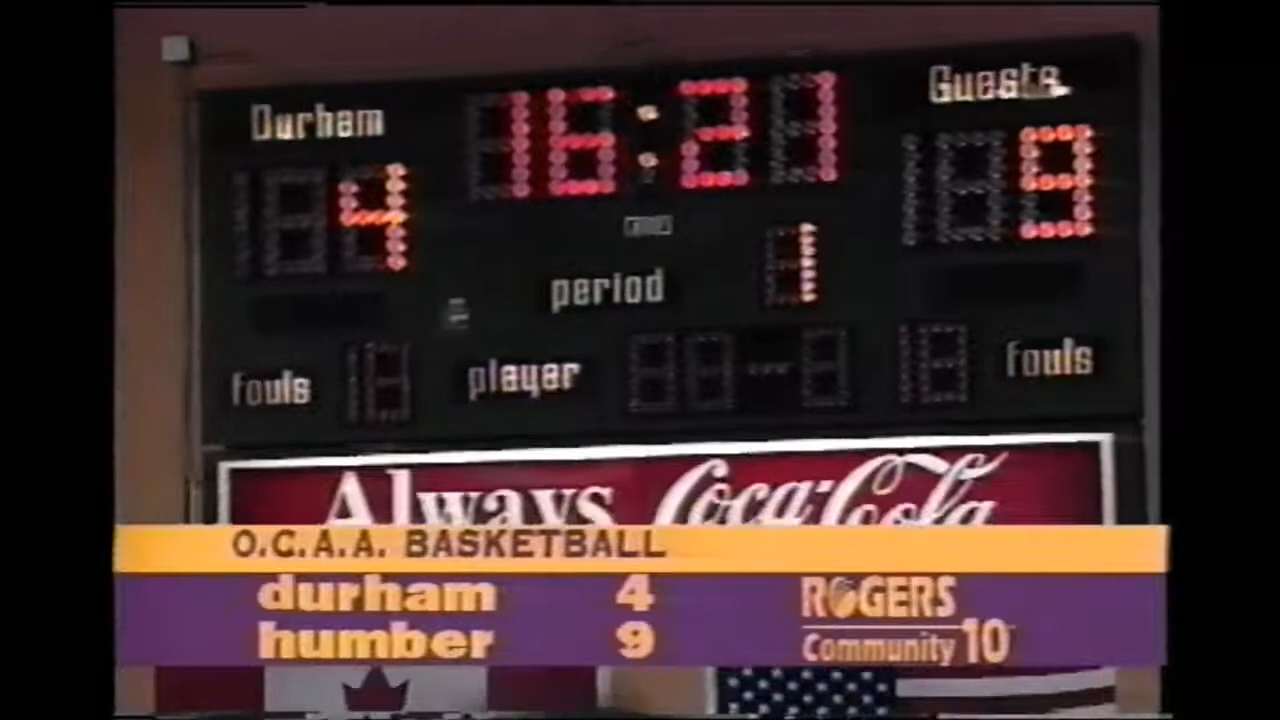 Durham 16:21 Guests
4 9
period 1
fouls player fouls
Always Coca-Cola
O.C.A.A. BASKETBALL
durham 4 ROGERS
humber 9 Community 10